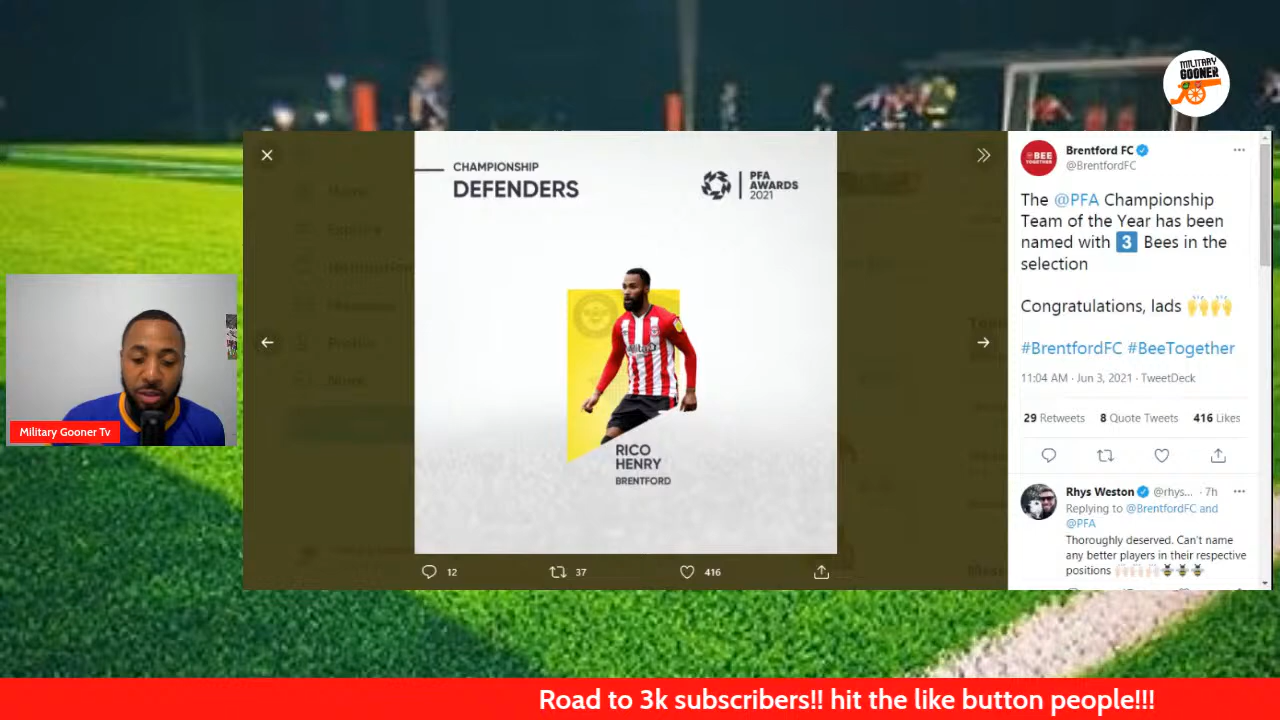 MILITARY
GOONER
CHAMPIONSHIP
DEFENDERS
PFA
AWARDS
2021
RICO
HENRY
BRENTFORD
12
37
416
BEE
TOGETHER
Brentford FC
@BrentfordFC
The @PFA Championship
Team of the Year has been
named with 3 Bees in the
selection
Congratulations, lads 🙌🙌
#BrentfordFC #BeeTogether
11:04 AM · Jun 3, 2021 · TweetDeck
29 Retweets 8 Quote Tweets 416 Likes
Rhys Weston @rhys... · 7h
Replying to @BrentfordFC and
@PFA
Thoroughly deserved. Can't name
any better players in their respective
positions 🙌🏻🙌🏻🙌🏻🐝🐝🐝
Military Gooner Tv
Road to 3k subscribers!! hit the like button people!!!